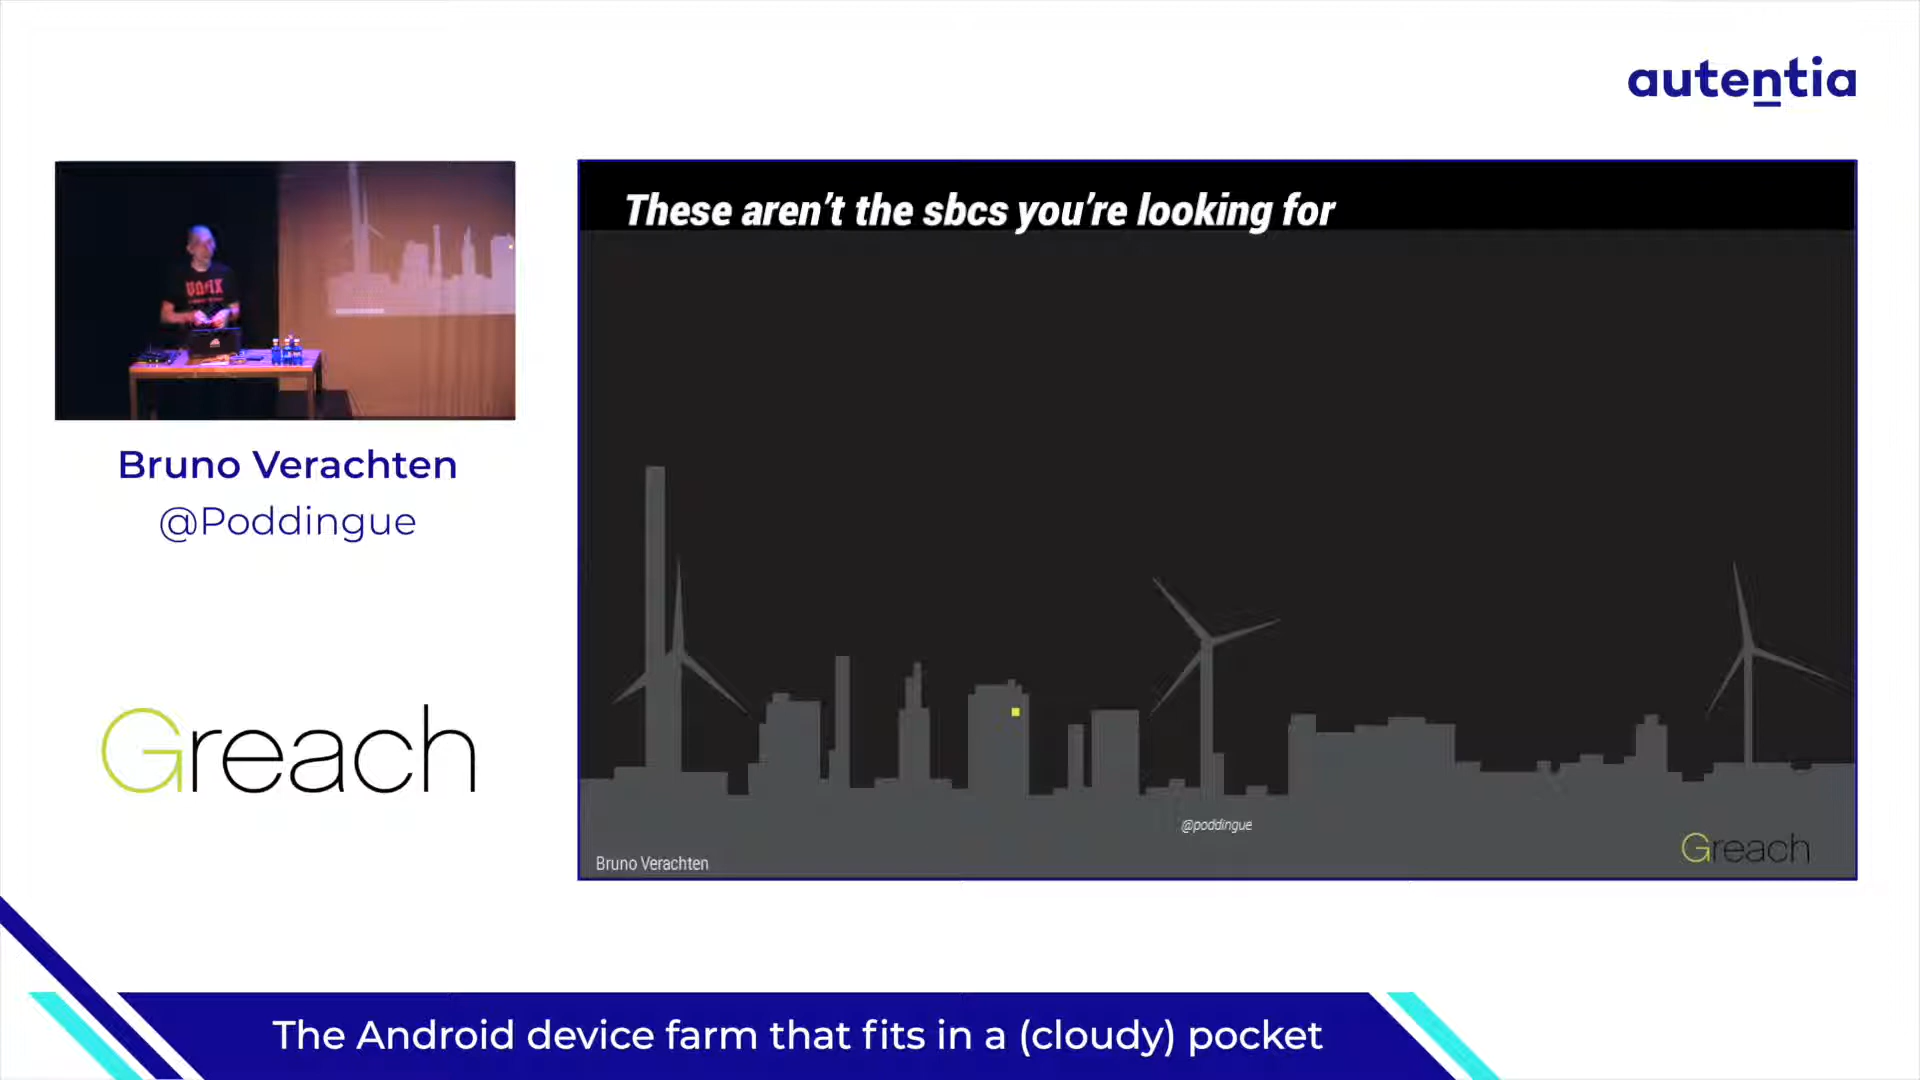 autentia
These aren't the sbcs you're looking for
UNIX
Bruno Verachten
@Poddingue
Greach
@poddingue
Bruno Verachten
Greach
The Android device farm that fits in a (cloudy) pocket